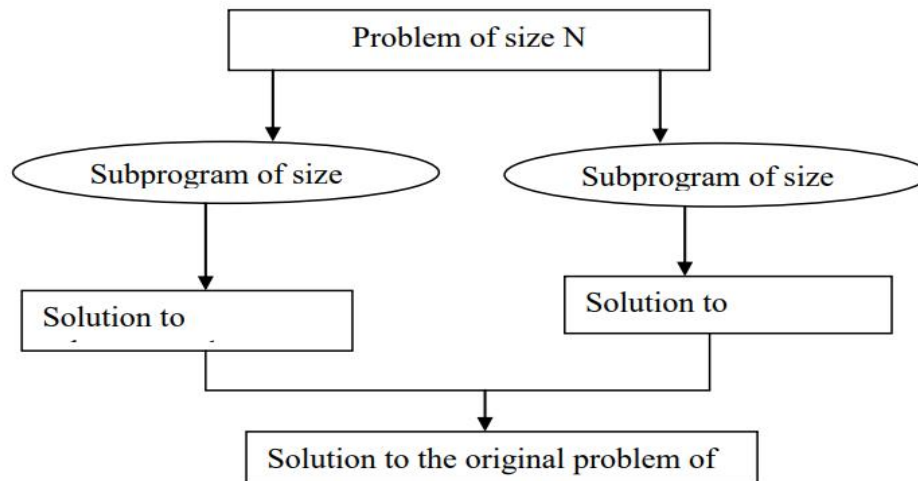 Problem of size N
Subprogram of size
Subprogram of size
Solution to
Solution to
Solution to the original problem of